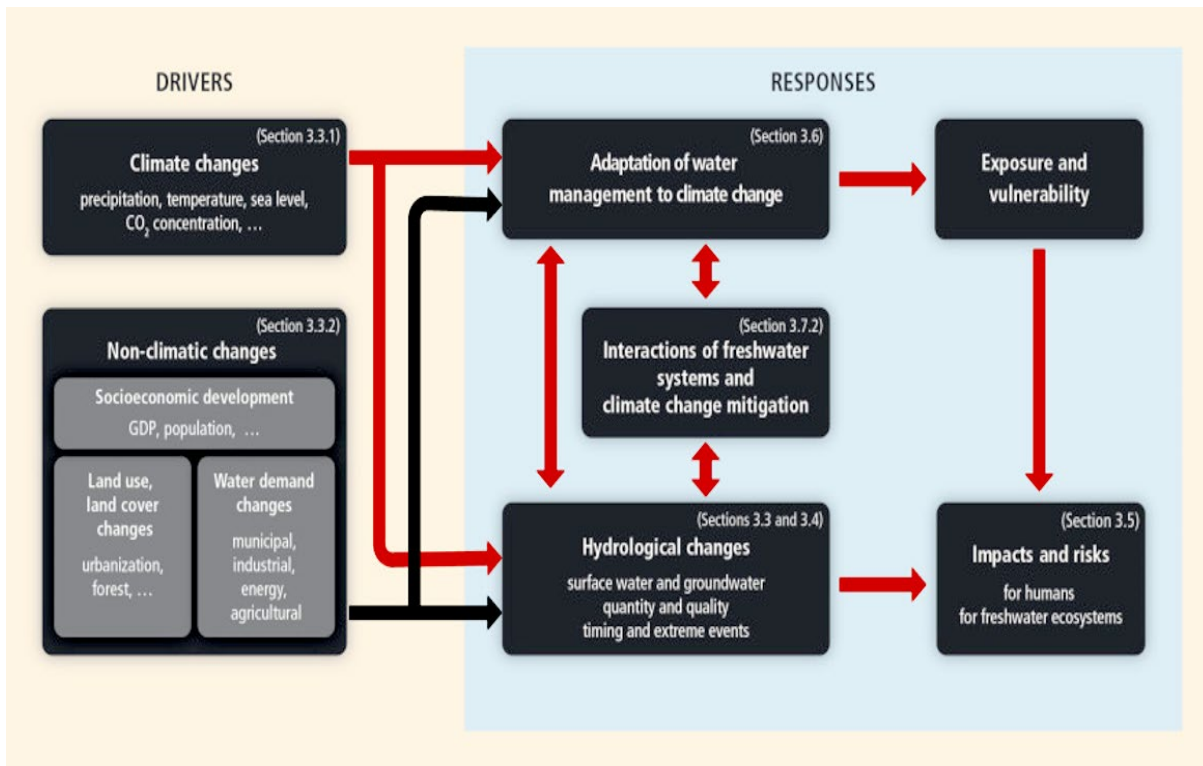 DRIVERS
(Section 3.3.1)
Climate changes
precipitation, temperature, sea level,
CO₂ concentration, …
(Section 3.3.2)
Non-climatic changes
Socioeconomic development
GDP, population, …
Land use,
land cover
changes
urbanization,
forest, …
Water demand
changes
municipal,
industrial,
energy,
agricultural
RESPONSES
(Section 3.6)
Adaptation of water
management to climate change
Exposure and
vulnerability
(Section 3.7.2)
Interactions of freshwater
systems and
climate change mitigation
(Sections 3.3 and 3.4)
Hydrological changes
surface water and groundwater
quantity and quality
timing and extreme events
(Section 3.5)
Impacts and risks
for humans
for freshwater ecosystems